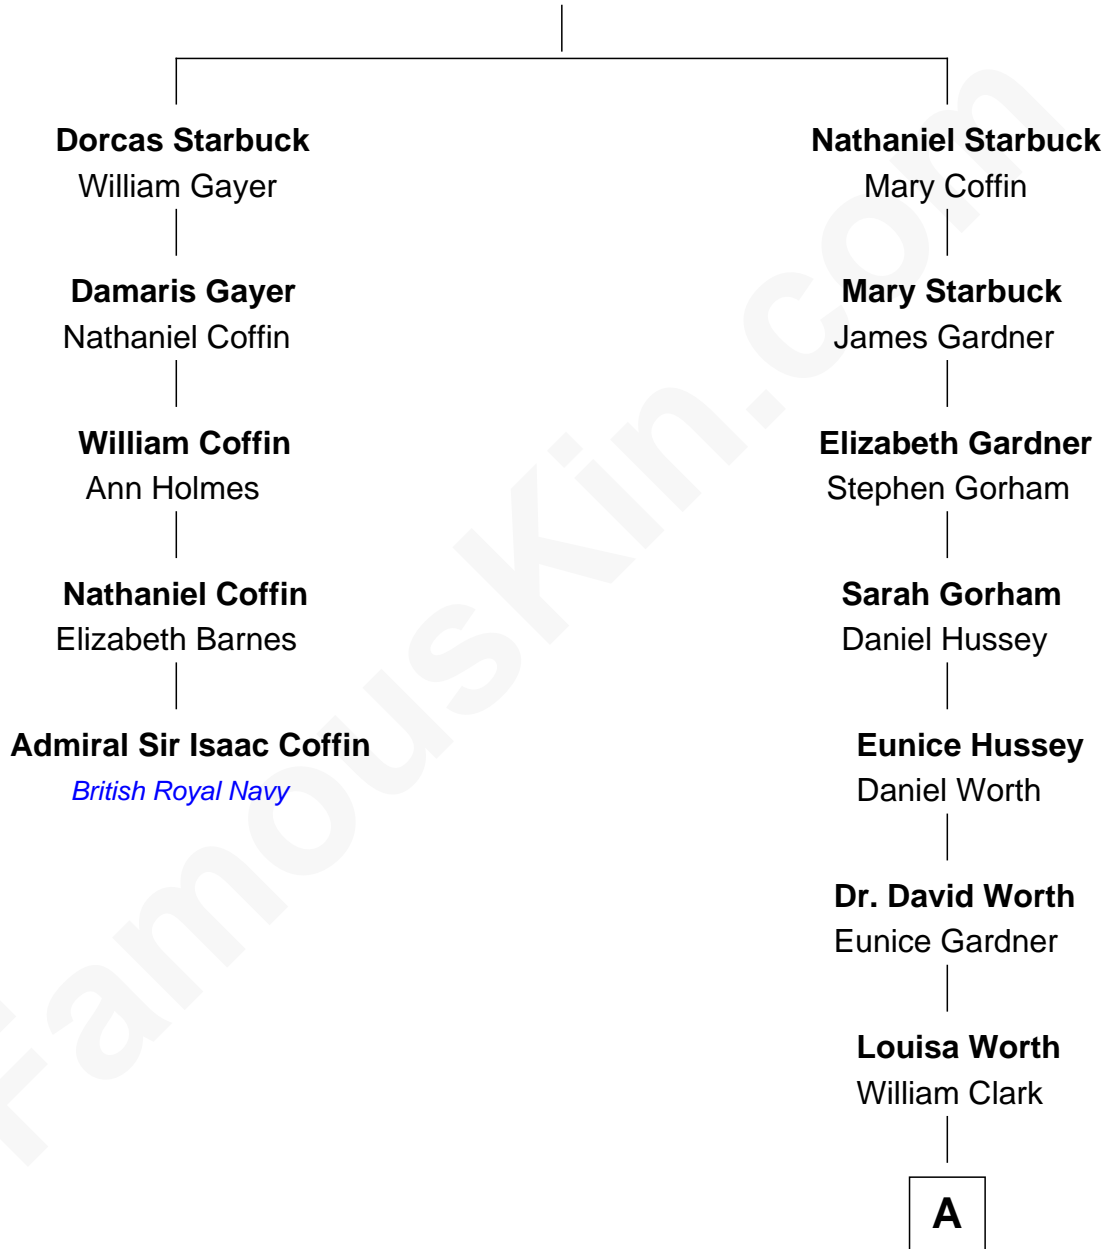 Dorcas Starbuck
William Gayer
Damaris Gayer
Nathaniel Coffin
William Coffin
Ann Holmes
Nathaniel Coffin
Elizabeth Barnes
Admiral Sir Isaac Coffin
British Royal Navy
Nathaniel Starbuck
Mary Coffin
Mary Starbuck
James Gardner
Elizabeth Gardner
Stephen Gorham
Sarah Gorham
Daniel Hussey
Eunice Hussey
Daniel Worth
Dr. David Worth
Eunice Gardner
Louisa Worth
William Clark
A
FamousKin.com